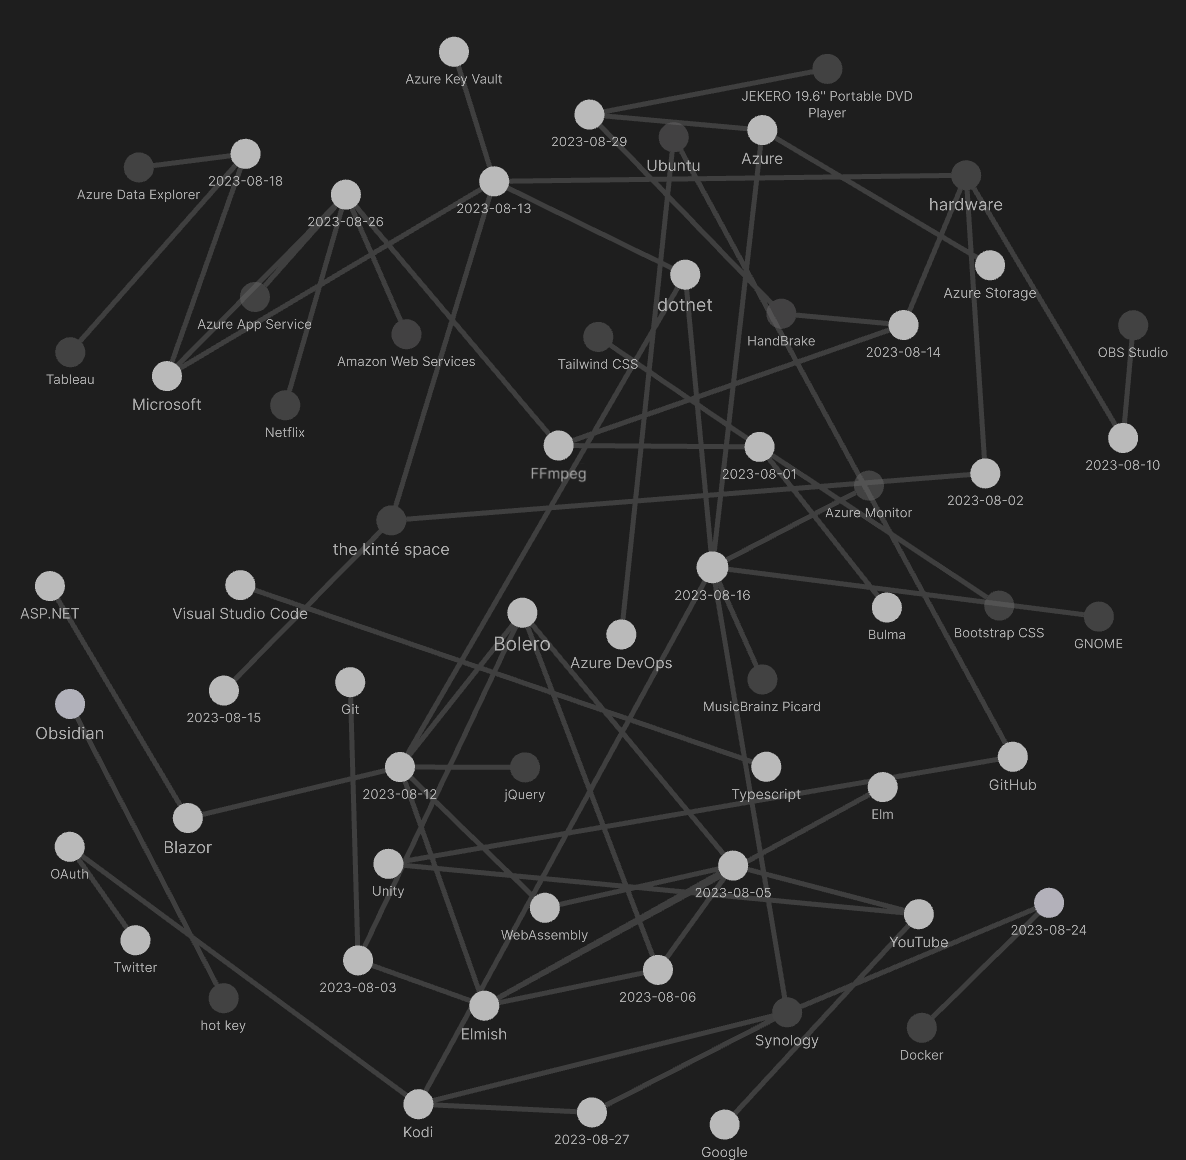 Azure Key Vault
JEKERO 19.6" Portable DVD
Player
2023-08-29
Ubuntu
Azure
2023-08-18
Azure Data Explorer
2023-08-26
2023-08-13
hardware
dotnet
Azure Storage
Azure App Service
HandBrake
2023-08-14
OBS Studio
Amazon Web Services
Tailwind CSS
Tableau
Microsoft
Netflix
FFmpeg
2023-08-01
2023-08-10
2023-08-02
Azure Monitor
the kinté space
2023-08-16
ASP.NET
Visual Studio Code
Bolero
Azure DevOps
Bulma
Bootstrap CSS
GNOME
2023-08-15
Git
MusicBrainz Picard
Obsidian
2023-08-12
jQuery
Typescript
GitHub
Elm
Blazor
OAuth
Unity
2023-08-05
WebAssembly
YouTube
2023-08-24
Twitter
2023-08-03
2023-08-06
hot key
Elmish
Synology
Docker
Kodi
2023-08-27
Google